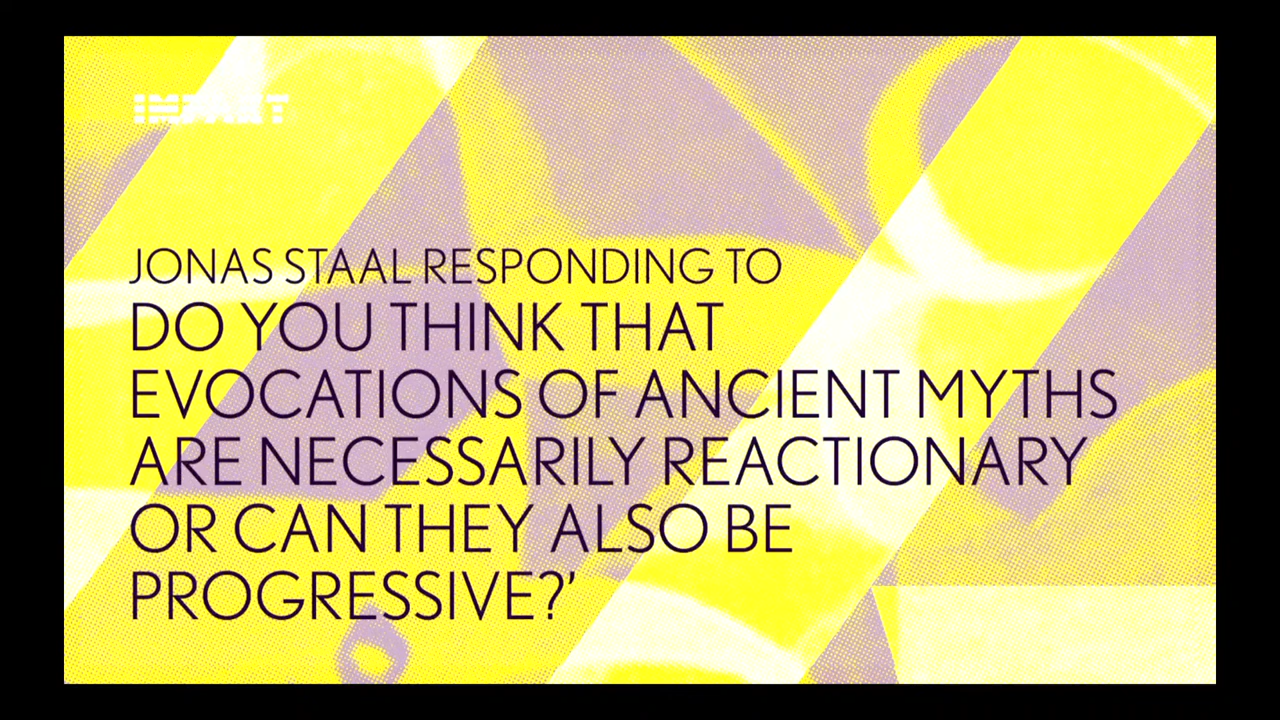 IMPAKT
JONAS STAAL RESPONDING TO
DO YOU THINK THAT
EVOCATIONS OF ANCIENT MYTHS
ARE NECESSARILY REACTIONARY
OR CAN THEY ALSO BE
PROGRESSIVE?'